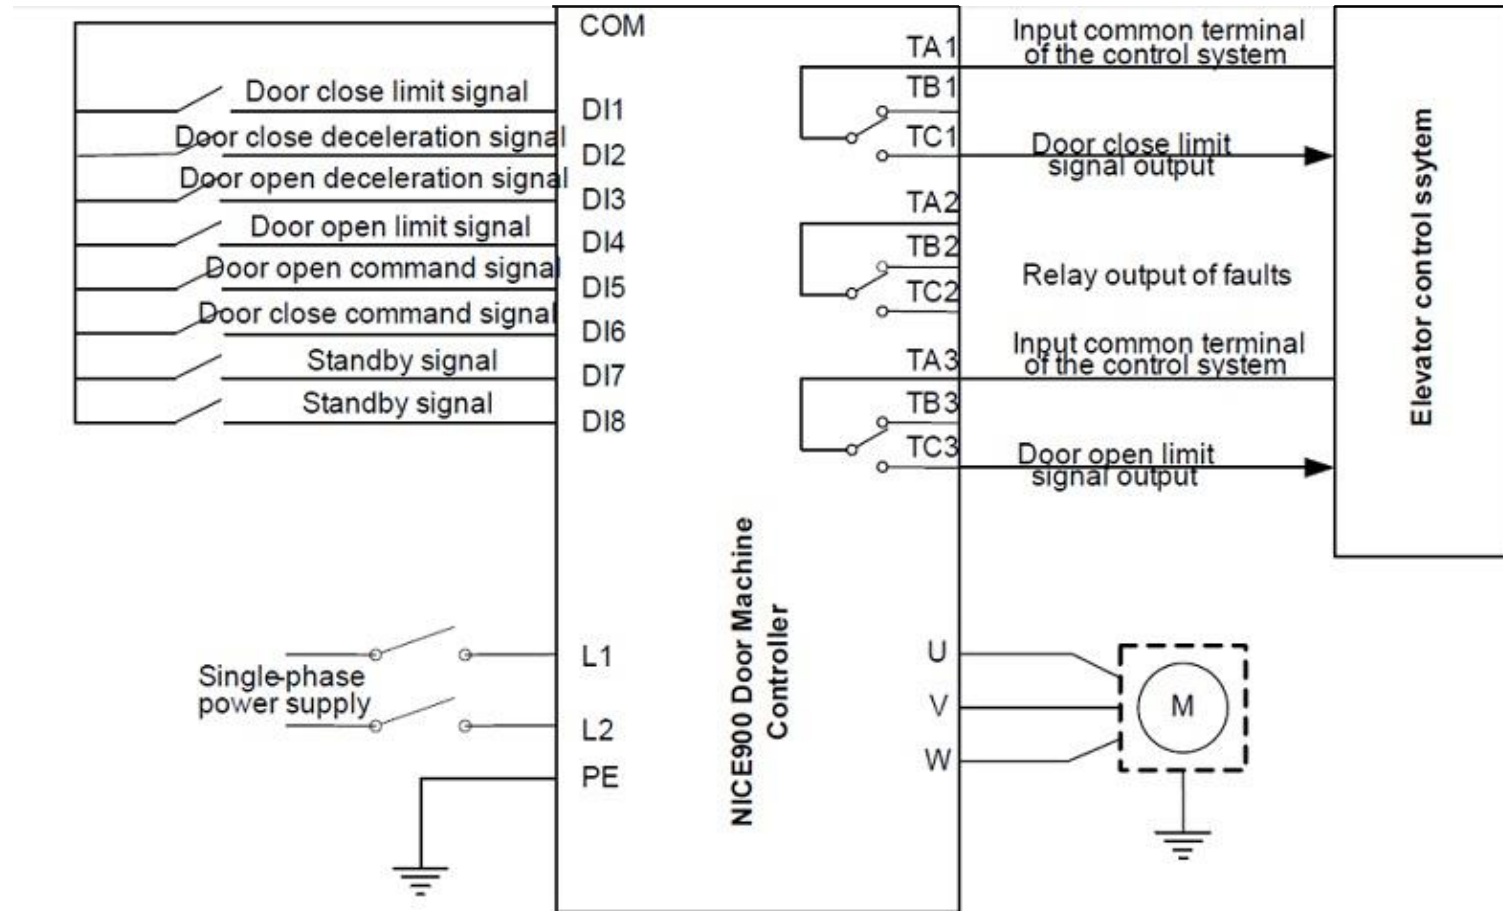 COM
Door close limit signal
DI1
Door close deceleration signal
DI2
Door open deceleration signal
DI3
Door open limit signal
DI4
Door open command signal
DI5
Door close command signal
DI6
Standby signal
DI7
Standby signal
DI8
Single-phase
power supply
L1
L2
PE
NICE900 Door Machine
Controller
TA1
TB1
TC1
TA2
TB2
TC2
TA3
TB3
TC3
U
V
W
M
Input common terminal
of the control system
Door close limit
signal output
Relay output of faults
Input common terminal
of the control system
Door open limit
signal output
Elevator control ssytem